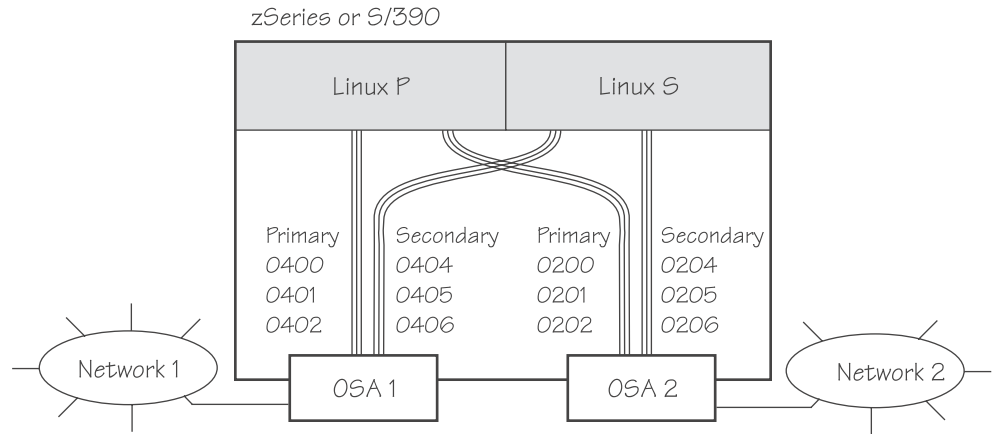 zSeries or S/390
Linux P
Linux S
Primary
0400
0401
0402
Secondary
0404
0405
0406
Primary
0200
0201
0202
Secondary
0204
0205
0206
Network 1
OSA 1
OSA 2
Network 2